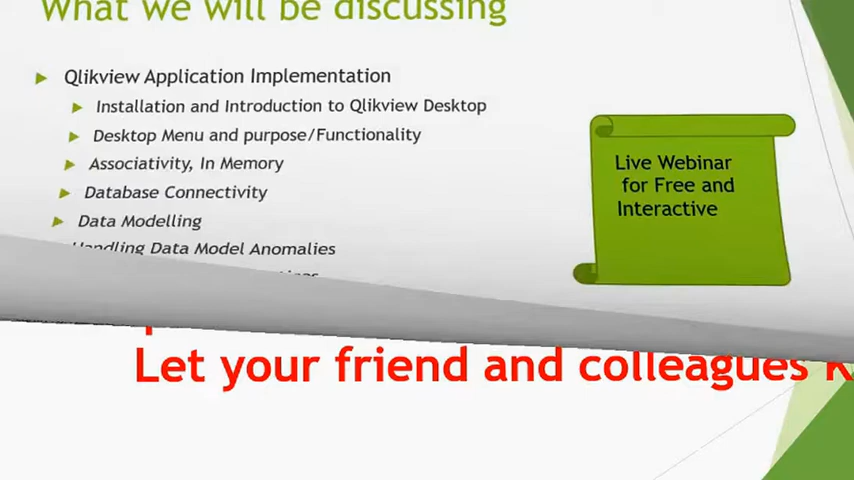 What we will be discussing
Qlikview Application Implementation
Installation and Introduction to Qlikview Desktop
Desktop Menu and purpose/Functionality
Associativity, In Memory
Database Connectivity
Data Modelling
Handling Data Model Anomalies
Live Webinar
for Free and
Interactive
Let your friend and colleagues